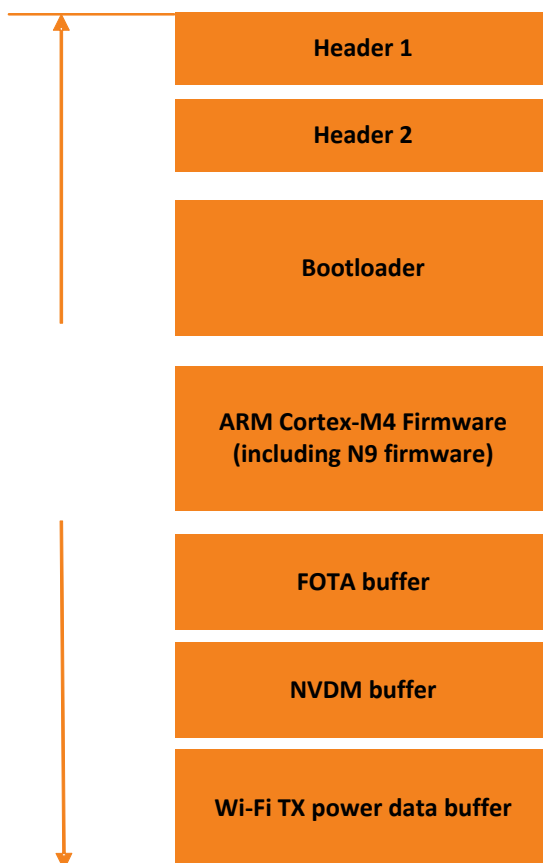 Header 1
Header 2
Bootloader
ARM Cortex-M4 Firmware
(including N9 firmware)
FOTA buffer
NVDM buffer
Wi-Fi TX power data buffer